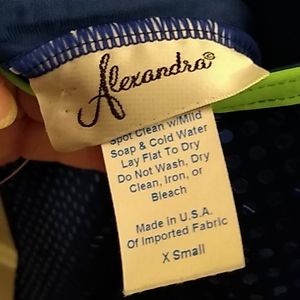 Alexandra®
Spot Clean w/Mild
Soap & Cold Water
Lay Flat To Dry
Do Not Wash, Dry
Clean, Iron, or
Bleach
Made in U.S.A.
Of Imported Fabric
X Small